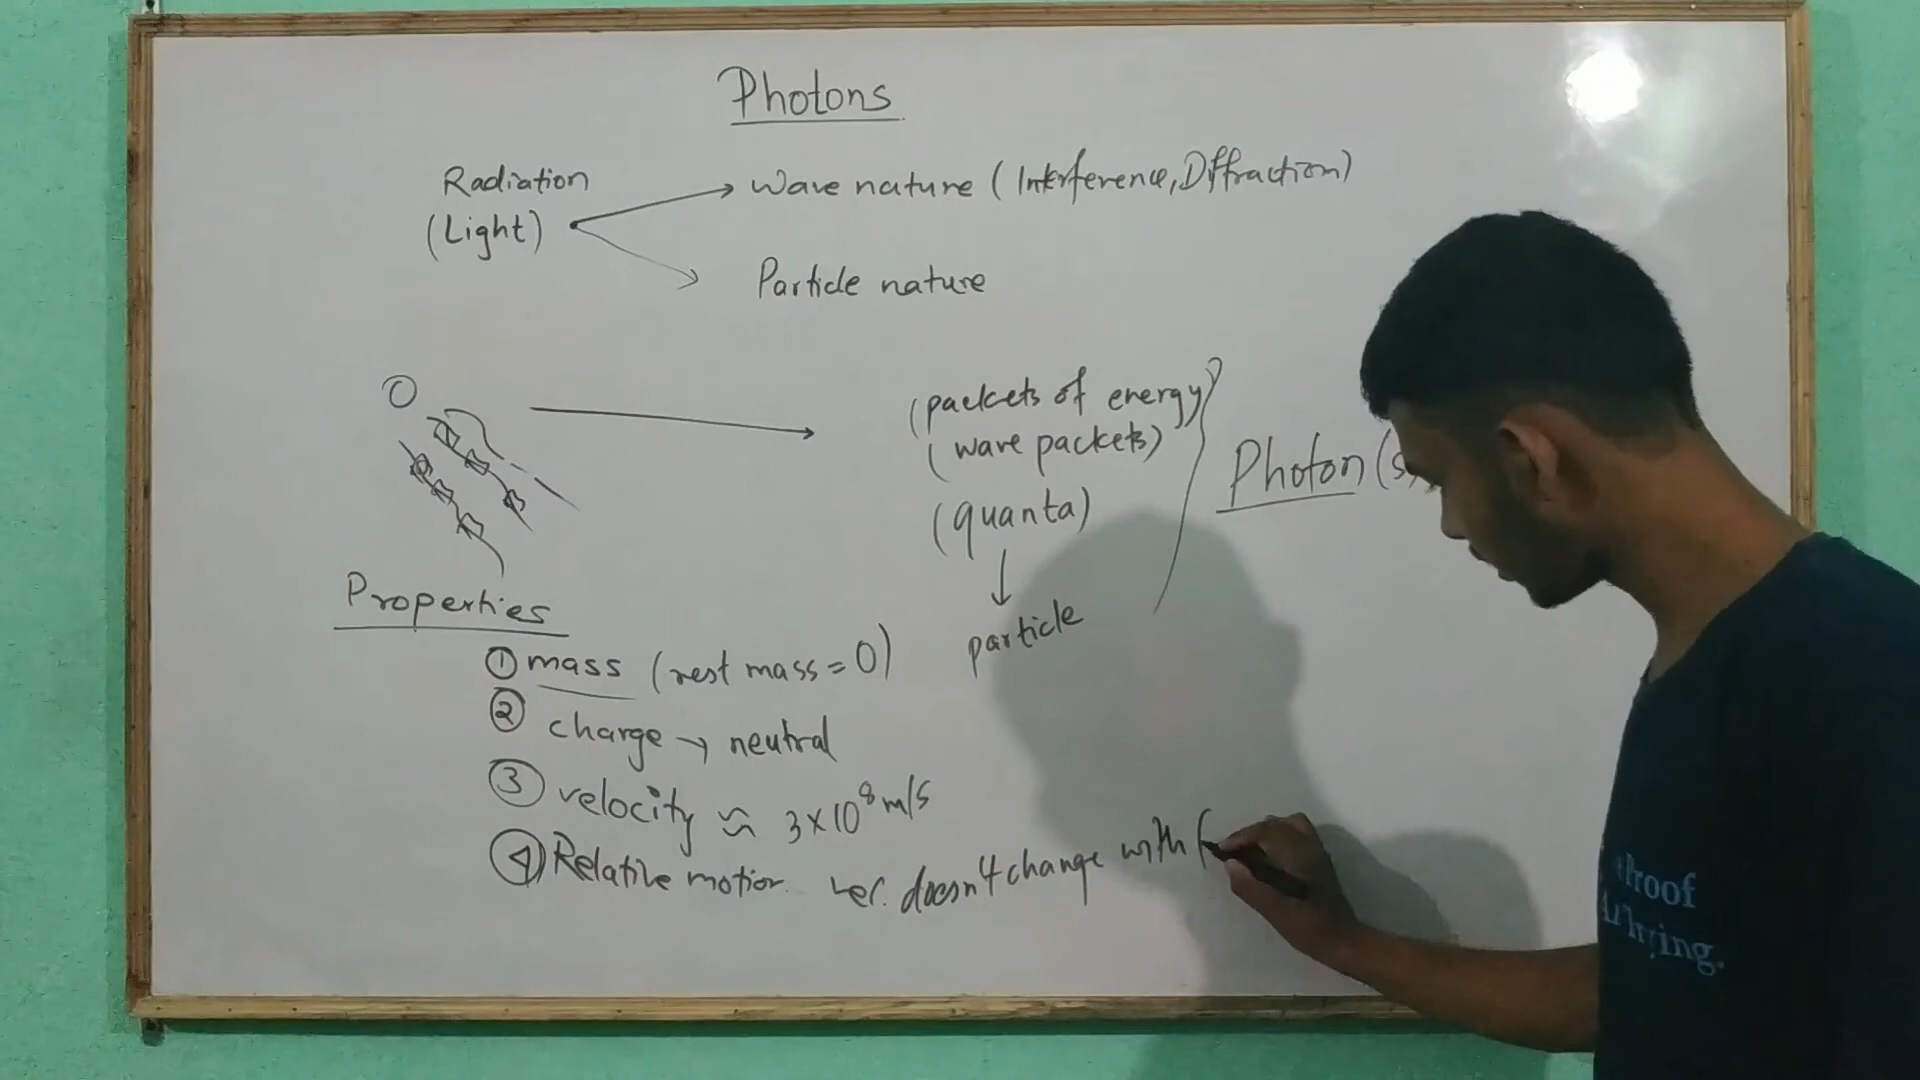 Photons
Radiation
(Light)
Wave nature (Interference, Diffraction)
Particle nature
(packets of energy)
(wave packets)
(quanta)
particle
Photon(s)
Properties
① mass (rest mass = 0)
② charge → neutral
③ velocity ≈ 3×10⁸ m/s
④ Relative motion vel. doesn't change with
Proof